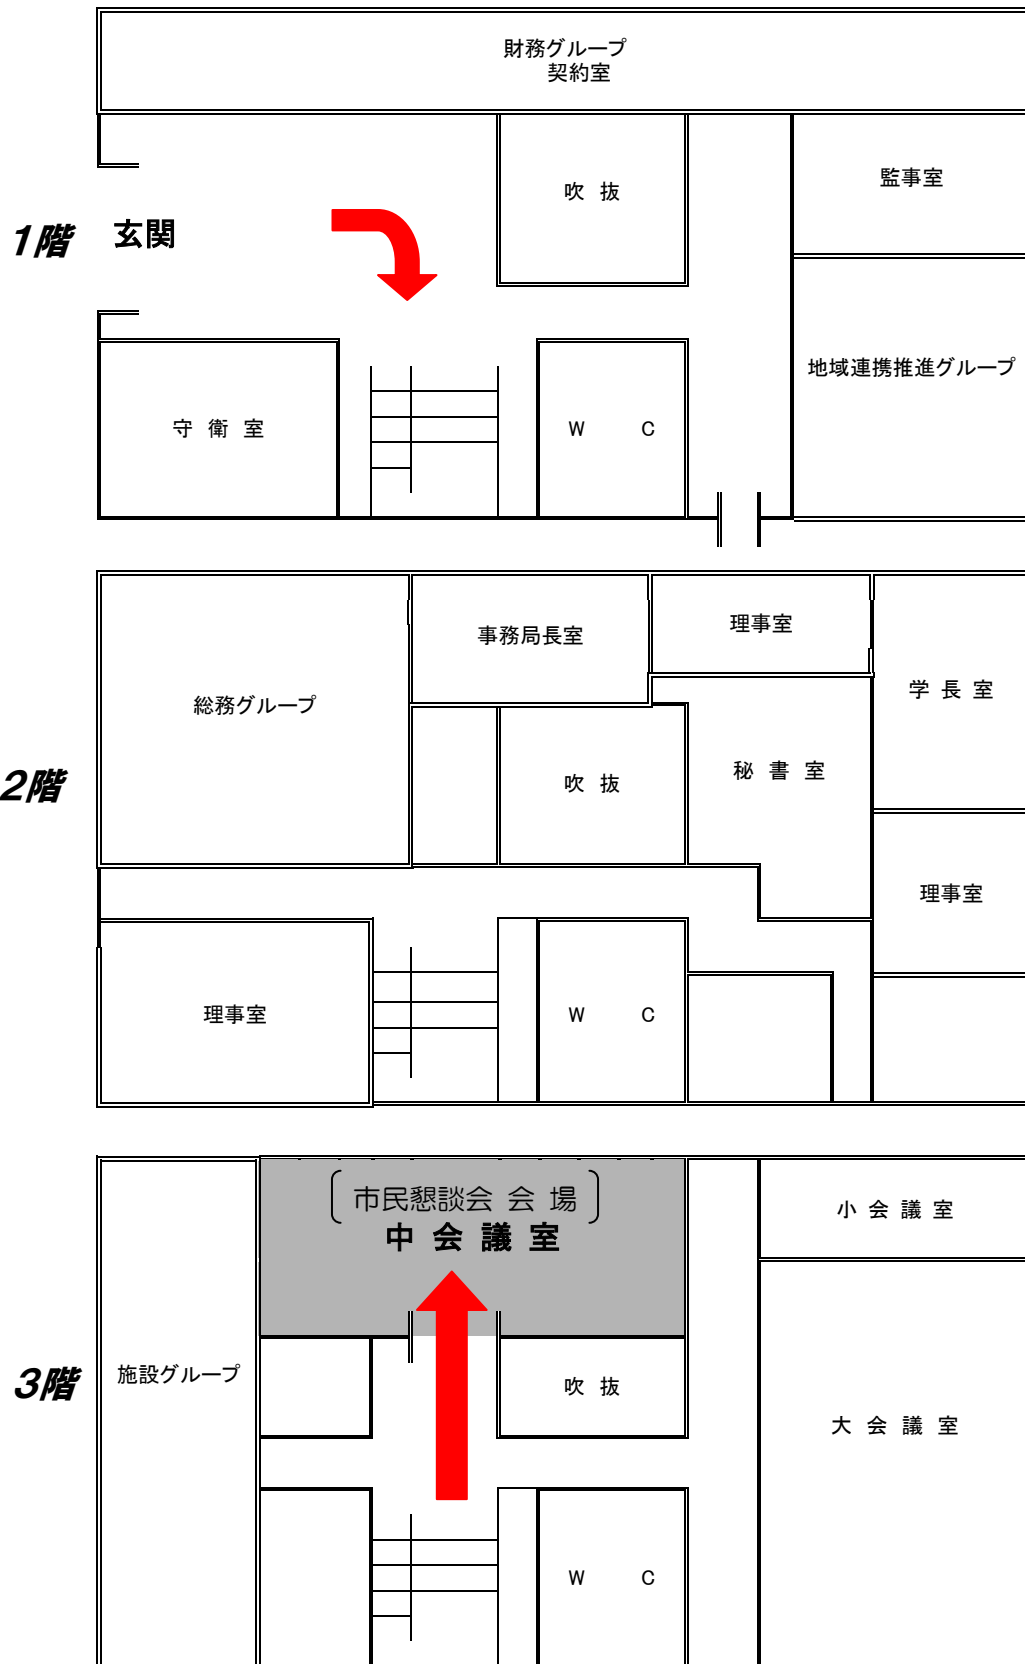 財務グループ
契約室
吹 抜
監事室
1階
玄関
地域連携推進グループ
守 衛 室
W C
事務局長室
理事室
学 長 室
総務グループ
2階
吹 抜
秘 書 室
理事室
理事室
W C
市民懇談会 会 場
中 会 議 室
小 会 議 室
3階
施設グループ
吹 抜
大 会 議 室
W C